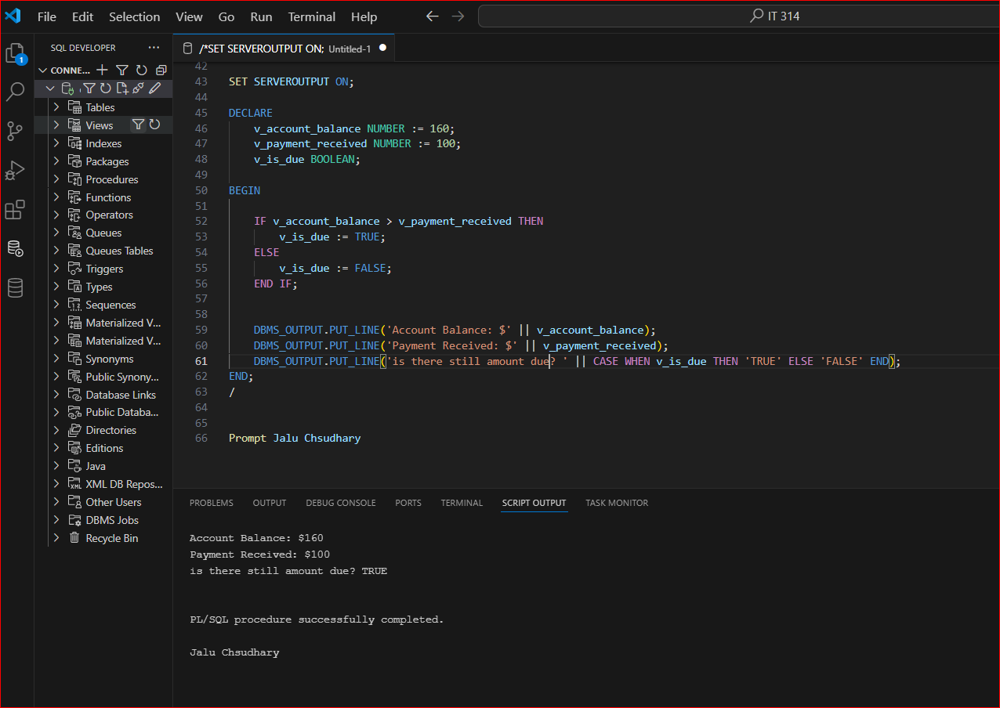 File Edit Selection View Go Run Terminal Help
IT 314
1
SQL DEVELOPER
CONNE...
Tables
Views
Indexes
Packages
Procedures
Functions
Operators
Queues
Queues Tables
Triggers
Types
Sequences
Materialized V...
Materialized V...
Synonyms
Public Synony...
Database Links
Public Databa...
Directories
Editions
Java
XML DB Repos...
Other Users
DBMS Jobs
Recycle Bin
/*SET SERVEROUTPUT ON; Untitled-1
42
43 SET SERVEROUTPUT ON;
44
45 DECLARE
46 v_account_balance NUMBER := 160;
47 v_payment_received NUMBER := 100;
48 v_is_due BOOLEAN;
49
50 BEGIN
51
52 IF v_account_balance > v_payment_received THEN
53 v_is_due := TRUE;
54 ELSE
55 v_is_due := FALSE;
56 END IF;
57
58
59 DBMS_OUTPUT.PUT_LINE('Account Balance: $' || v_account_balance);
60 DBMS_OUTPUT.PUT_LINE('Payment Received: $' || v_payment_received);
61 DBMS_OUTPUT.PUT_LINE('is there still amount due? ' || CASE WHEN v_is_due THEN 'TRUE' ELSE 'FALSE' END);
62 END;
63 /
64
65
66 Prompt Jalu Chsudhary
PROBLEMS OUTPUT DEBUG CONSOLE PORTS TERMINAL SCRIPT OUTPUT TASK MONITOR
Account Balance: $160
Payment Received: $100
is there still amount due? TRUE
PL/SQL procedure successfully completed.
Jalu Chsudhary